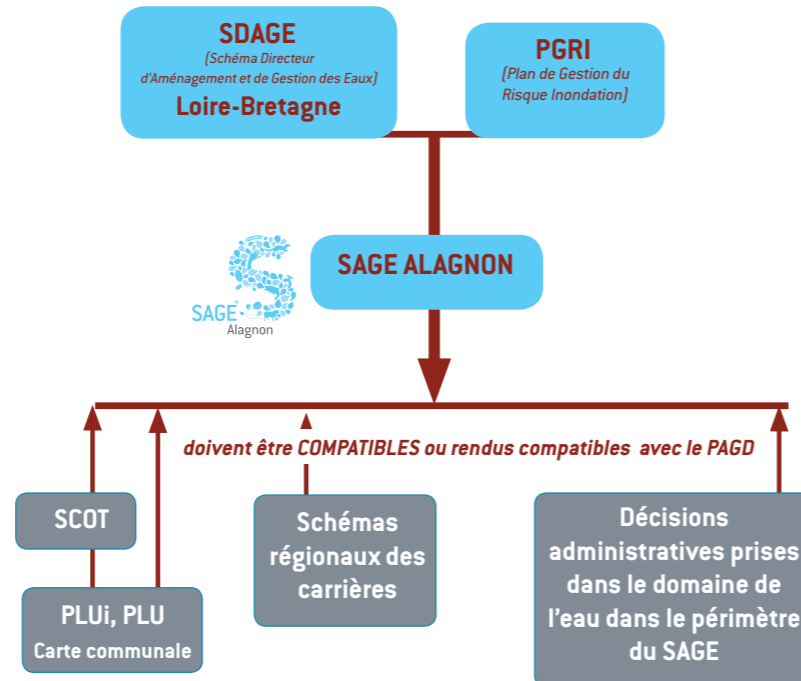 SDAGE
(Schéma Directeur
d'Aménagement et de Gestion des Eaux)
Loire-Bretagne
PGRI
(Plan de Gestion du
Risque Inondation)
SAGE ALAGNON
SAGE
Alagnon
doivent être COMPATIBLES ou rendus compatibles avec le PAGD
SCOT
PLUi, PLU
Carte communale
Schémas
régionaux des
carrières
Décisions
administratives prises
dans le domaine de
l'eau dans le périmètre
du SAGE